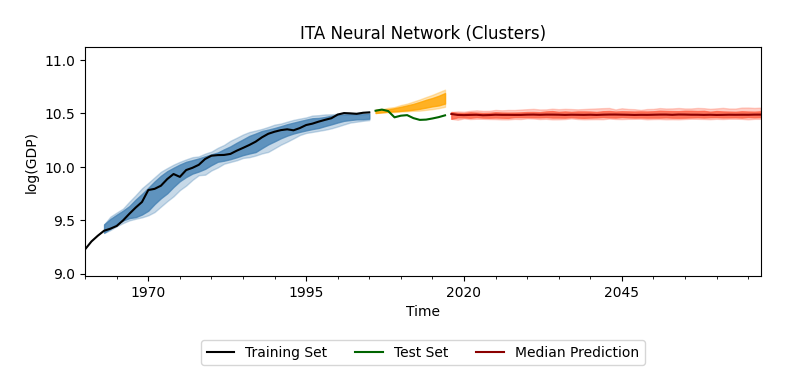 ITA Neural Network (Clusters)
11.0
10.5
10.0
9.5
9.0
log(GDP)
1970 1995 2020 2045
Time
Training Set Test Set Median Prediction